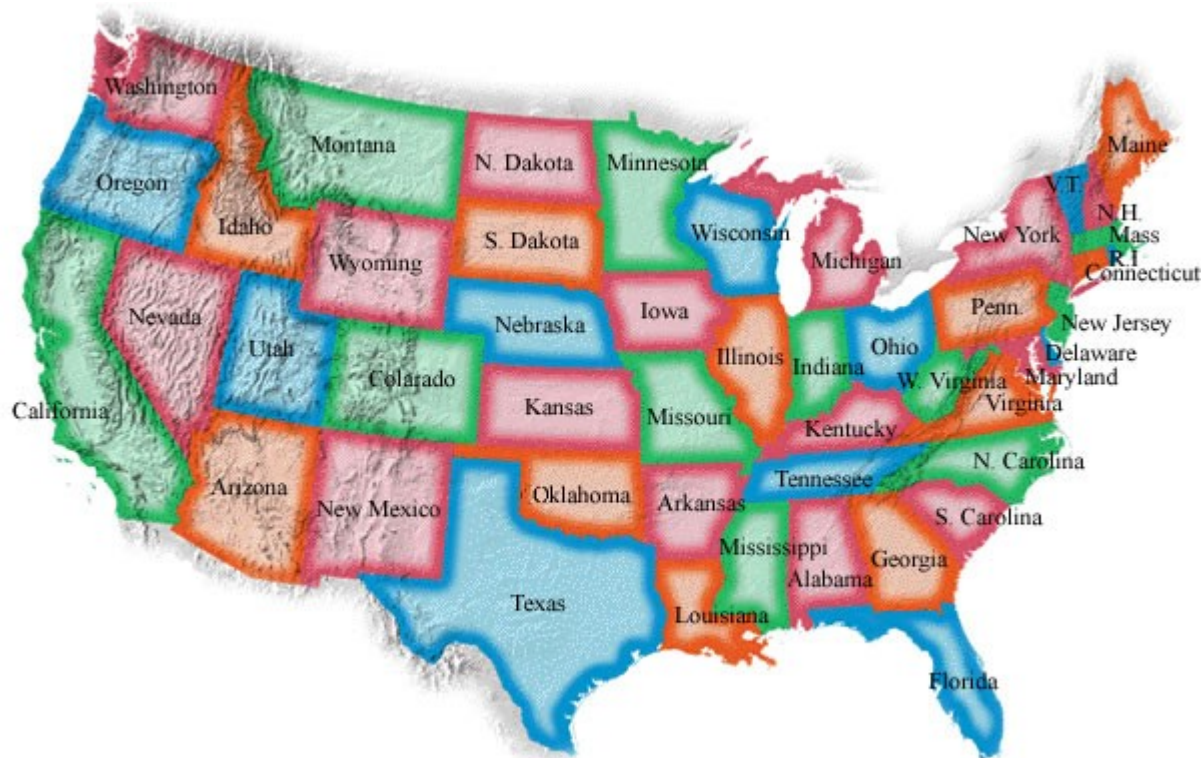 Washington
Montana
N. Dakota
Minnesota
Maine
Oregon
V.T.
N.H.
Idaho
S. Dakota
Wisconsin
New York
Mass
Wyoming
Michigan
R.I
Connecticut
Nevada
Iowa
Penn.
Nebraska
New Jersey
Utah
Illinois
Indiana
Ohio
Delaware
Colarado
W. Virginia
Maryland
California
Kansas
Missouri
Virginia
Kentucky
N. Carolina
Arizona
Tennessee
New Mexico
Oklahoma
Arkansas
S. Carolina
Mississippi
Georgia
Alabama
Texas
Louisiana
Florida